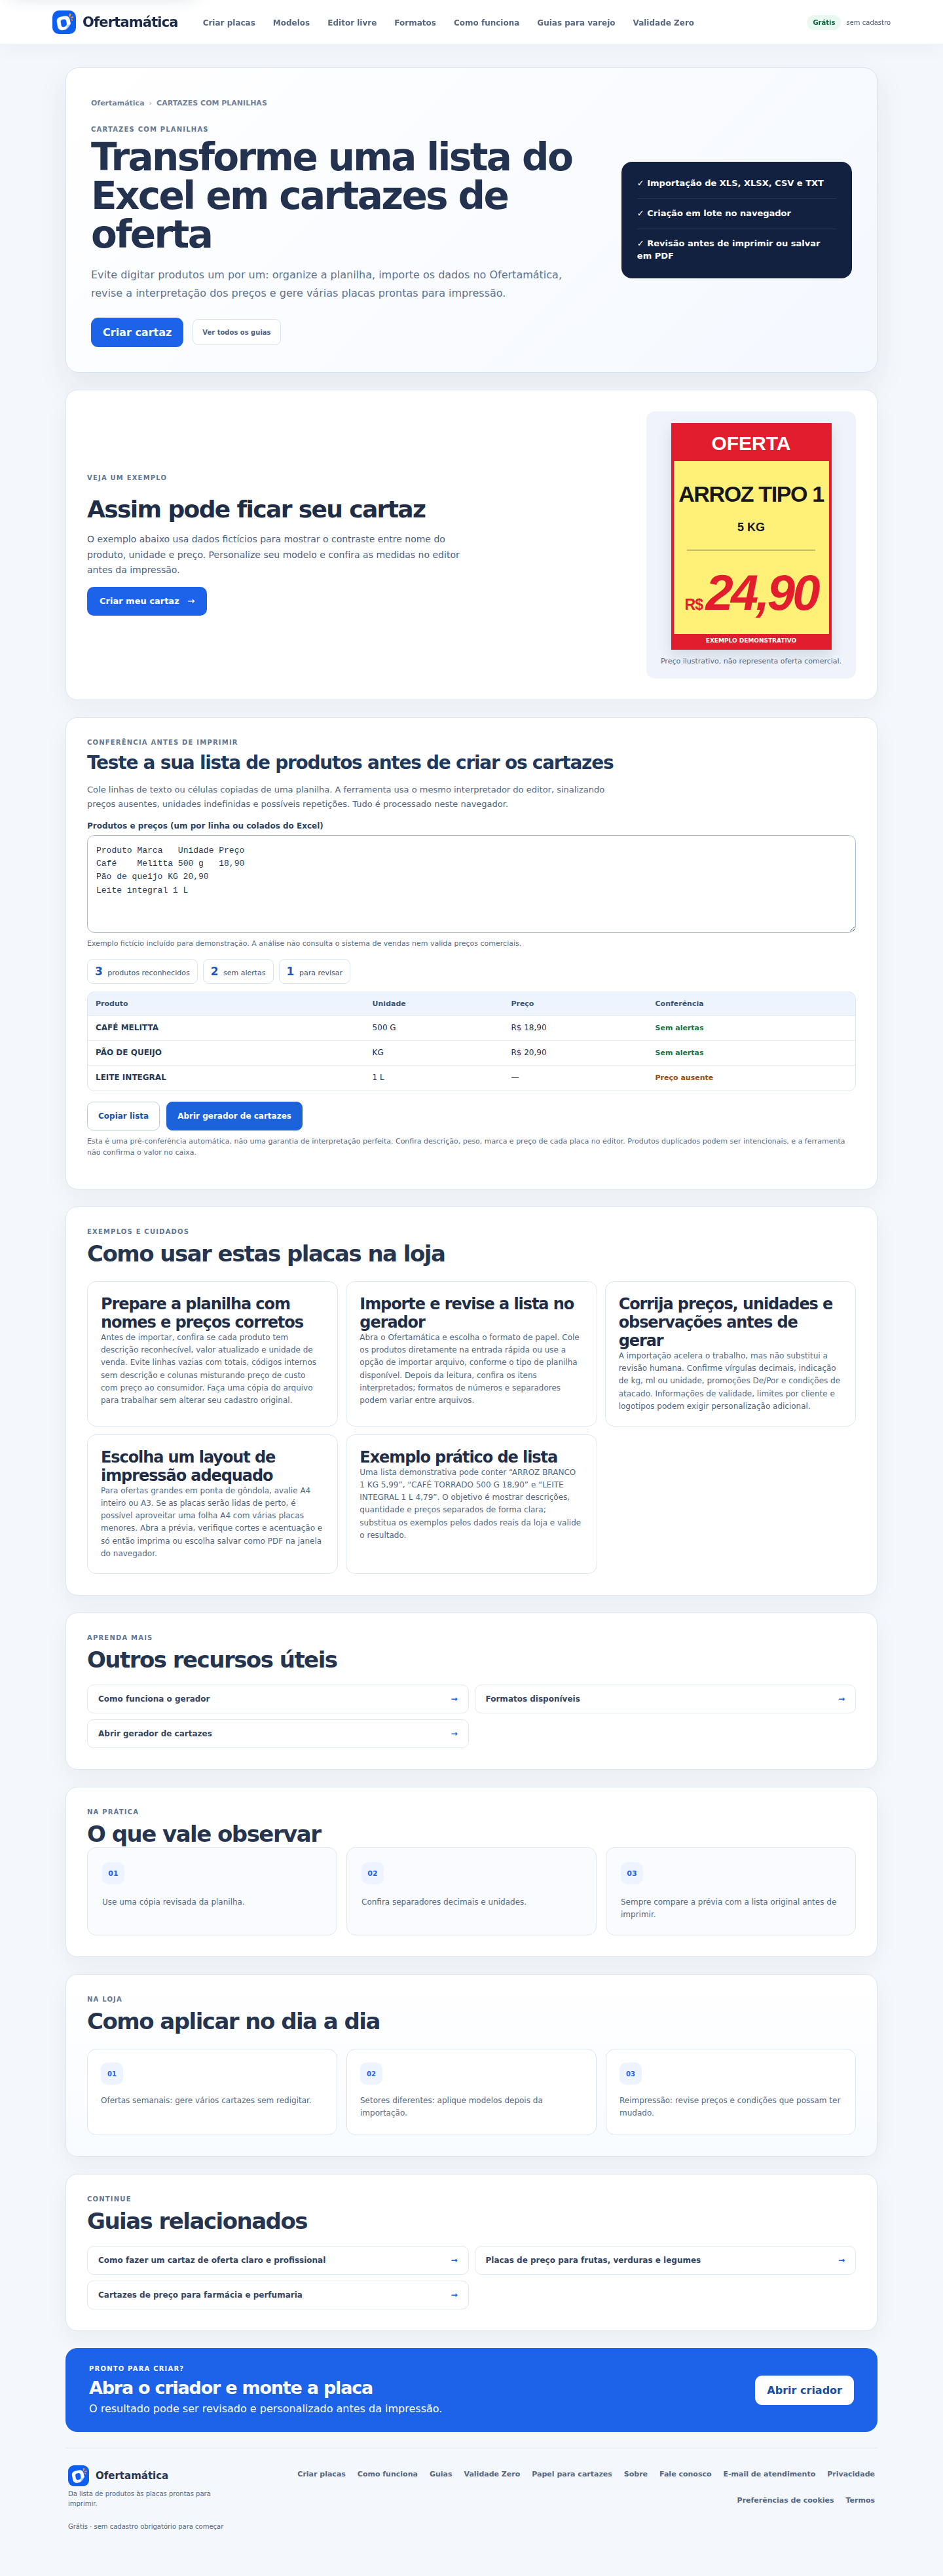 Ofertamática
Criar placas Modelos Editor livre Formatos Como funciona Guias para varejo Validade Zero
Grátis sem cadastro
Ofertamática › CARTAZES COM PLANILHAS
CARTAZES COM PLANILHAS
Transforme uma lista do
Excel em cartazes de
oferta
Evite digitar produtos um por um: organize a planilha, importe os dados no Ofertamática,
revise a interpretação dos preços e gere várias placas prontas para impressão.
Criar cartaz
Ver todos os guias
✓ Importação de XLS, XLSX, CSV e TXT
✓ Criação em lote no navegador
✓ Revisão antes de imprimir ou salvar
em PDF
VEJA UM EXEMPLO
Assim pode ficar seu cartaz
O exemplo abaixo usa dados fictícios para mostrar o contraste entre nome do
produto, unidade e preço. Personalize seu modelo e confira as medidas no editor
antes da impressão.
Criar meu cartaz →
OFERTA
ARROZ TIPO 1
5 KG
R$ 24,90
EXEMPLO DEMONSTRATIVO
Preço ilustrativo, não representa oferta comercial.
CONFERÊNCIA ANTES DE IMPRIMIR
Teste a sua lista de produtos antes de criar os cartazes
Cole linhas de texto ou células copiadas de uma planilha. A ferramenta usa o mesmo interpretador do editor, sinalizando
preços ausentes, unidades indefinidas e possíveis repetições. Tudo é processado neste navegador.
Produtos e preços (um por linha ou colados do Excel)
Produto Marca Unidade Preço
Café Melitta 500 g 18,90
Pão de queijo KG 20,90
Leite integral 1 L
Exemplo fictício incluído para demonstração. A análise não consulta o sistema de vendas nem valida preços comerciais.
3 produtos reconhecidos
2 sem alertas
1 para revisar
Produto Unidade Preço Conferência
CAFÉ MELITTA 500 G R$ 18,90 Sem alertas
PÃO DE QUEIJO KG R$ 20,90 Sem alertas
LEITE INTEGRAL 1 L — Preço ausente
Copiar lista
Abrir gerador de cartazes
Esta é uma pré-conferência automática, não uma garantia de interpretação perfeita. Confira descrição, peso, marca e preço de cada placa no editor. Produtos duplicados podem ser intencionais, e a ferramenta
não confirma o valor no caixa.
EXEMPLOS E CUIDADOS
Como usar estas placas na loja
Prepare a planilha com
nomes e preços corretos
Antes de importar, confira se cada produto tem
descrição reconhecível, valor atualizado e unidade de
venda. Evite linhas vazias com totais, códigos internos
sem descrição e colunas misturando preço de custo
com preço ao consumidor. Faça uma cópia do arquivo
para trabalhar sem alterar seu cadastro original.
Importe e revise a lista no
gerador
Abra o Ofertamática e escolha o formato de papel. Cole
os produtos diretamente na entrada rápida ou use a
opção de importar arquivo, conforme o tipo de planilha
disponível. Depois da leitura, confira os itens
interpretados; formatos de números e separadores
podem variar entre arquivos.
Corrija preços, unidades e
observações antes de
gerar
A importação acelera o trabalho, mas não substitui a
revisão humana. Confirme vírgulas decimais, indicação
de kg, ml ou unidade, promoções De/Por e condições de
atacado. Informações de validade, limites por cliente e
logotipos podem exigir personalização adicional.
Escolha um layout de
impressão adequado
Para ofertas grandes em ponta de gôndola, avalie A4
inteiro ou A3. Se as placas serão lidas de perto, é
possível aproveitar uma folha A4 com várias placas
menores. Abra a prévia, verifique cortes e acentuação e
só então imprima ou escolha salvar como PDF na janela
do navegador.
Exemplo prático de lista
Uma lista demonstrativa pode conter “ARROZ BRANCO
1 KG 5,99”, “CAFÉ TORRADO 500 G 18,90” e “LEITE
INTEGRAL 1 L 4,79”. O objetivo é mostrar descrições,
quantidade e preços separados de forma clara;
substitua os exemplos pelos dados reais da loja e valide
o resultado.
APRENDA MAIS
Outros recursos úteis
Como funciona o gerador →
Formatos disponíveis →
Abrir gerador de cartazes →
NA PRÁTICA
O que vale observar
01
Use uma cópia revisada da planilha.
02
Confira separadores decimais e unidades.
03
Sempre compare a prévia com a lista original antes de
imprimir.
NA LOJA
Como aplicar no dia a dia
01
Ofertas semanais: gere vários cartazes sem redigitar.
02
Setores diferentes: aplique modelos depois da
importação.
03
Reimpressão: revise preços e condições que possam ter
mudado.
CONTINUE
Guias relacionados
Como fazer um cartaz de oferta claro e profissional →
Placas de preço para frutas, verduras e legumes →
Cartazes de preço para farmácia e perfumaria →
PRONTO PARA CRIAR?
Abra o criador e monte a placa
O resultado pode ser revisado e personalizado antes da impressão.
Abrir criador
Ofertamática
Da lista de produtos às placas prontas para
imprimir.
Grátis · sem cadastro obrigatório para começar
Criar placas Como funciona Guias Validade Zero Papel para cartazes Sobre Fale conosco E-mail de atendimento Privacidade
Preferências de cookies Termos